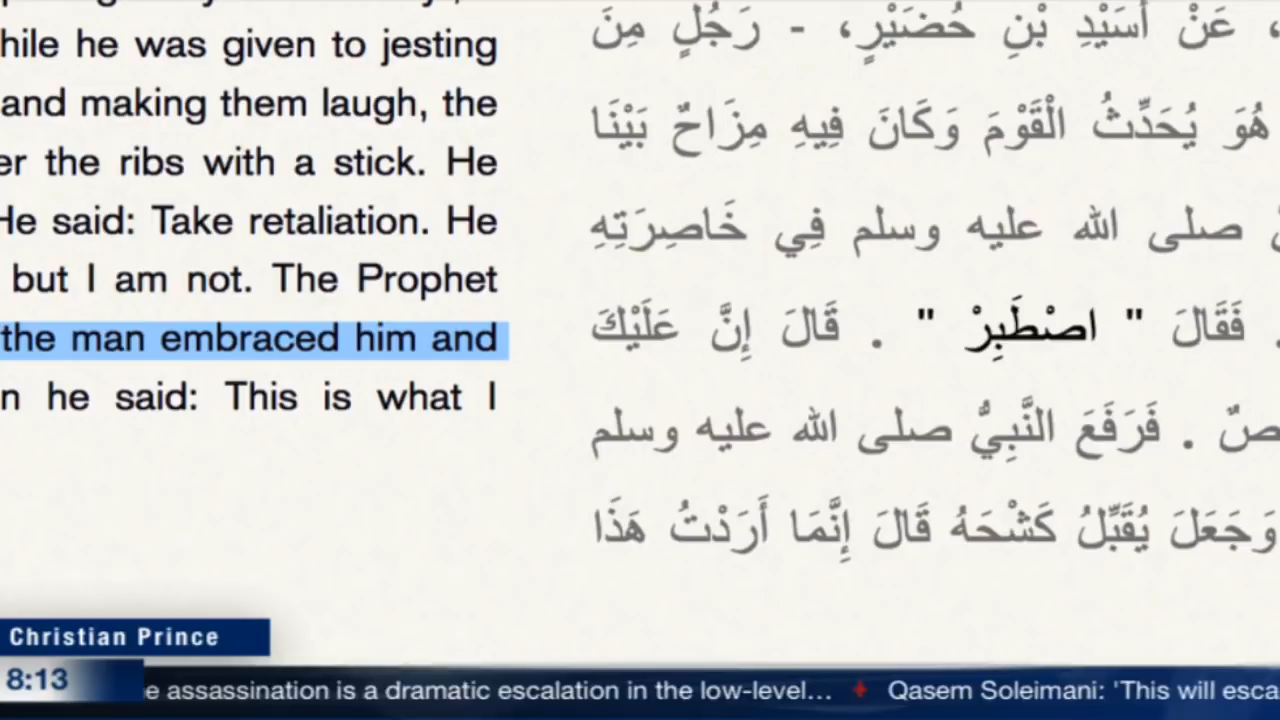 hile he was given to jesting
and making them laugh, the
er the ribs with a stick. He
He said: Take retaliation. He
but I am not. The Prophet
the man embraced him and
n he said: This is what I
، عَنْ أُسَيْدِ بْنِ حُضَيْرٍ، - رَجُلٍ مِنَ
هُوَ يُحَدِّثُ الْقَوْمَ وَكَانَ فِيهِ مِزَاحٌ بَيْنَا
صلى الله عليه وسلم فِي خَاصِرَتِهِ
. فَقَالَ " اصْطَبِرْ " . قَالَ إِنَّ عَلَيْكَ
صٌ . فَرَفَعَ النَّبِيُّ صلى الله عليه وسلم
وَجَعَلَ يُقَبِّلُ كَشْحَهُ قَالَ إِنَّمَا أَرَدْتُ هَذَا
Christian Prince
8:13
e assassination is a dramatic escalation in the low-level... Qasem Soleimani: 'This will esca